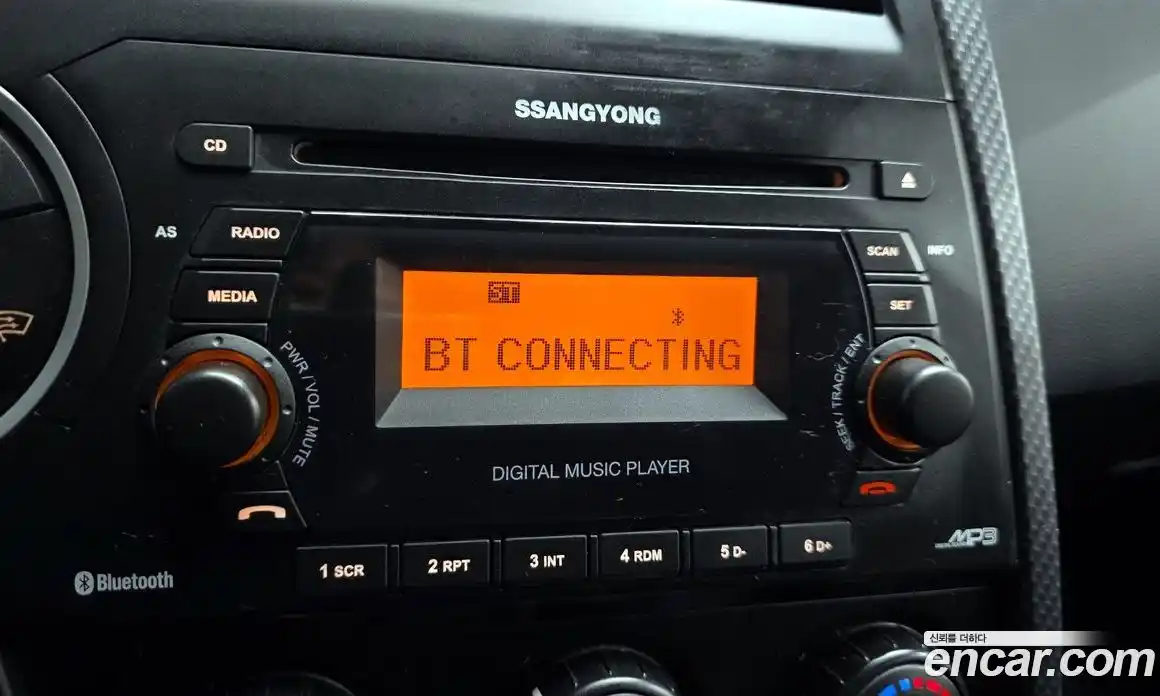 SSANGYONG
CD
AS
RADIO
SCAN
INFO
MEDIA
SET
ST
BT CONNECTING
PWR / VOL / MUTE
SEEK / TRACK / ENT
DIGITAL MUSIC PLAYER
1 SCR
2 RPT
3 INT
4 RDM
5 D-
6 D+
MP3
Bluetooth
신뢰를 더하다
encar.com